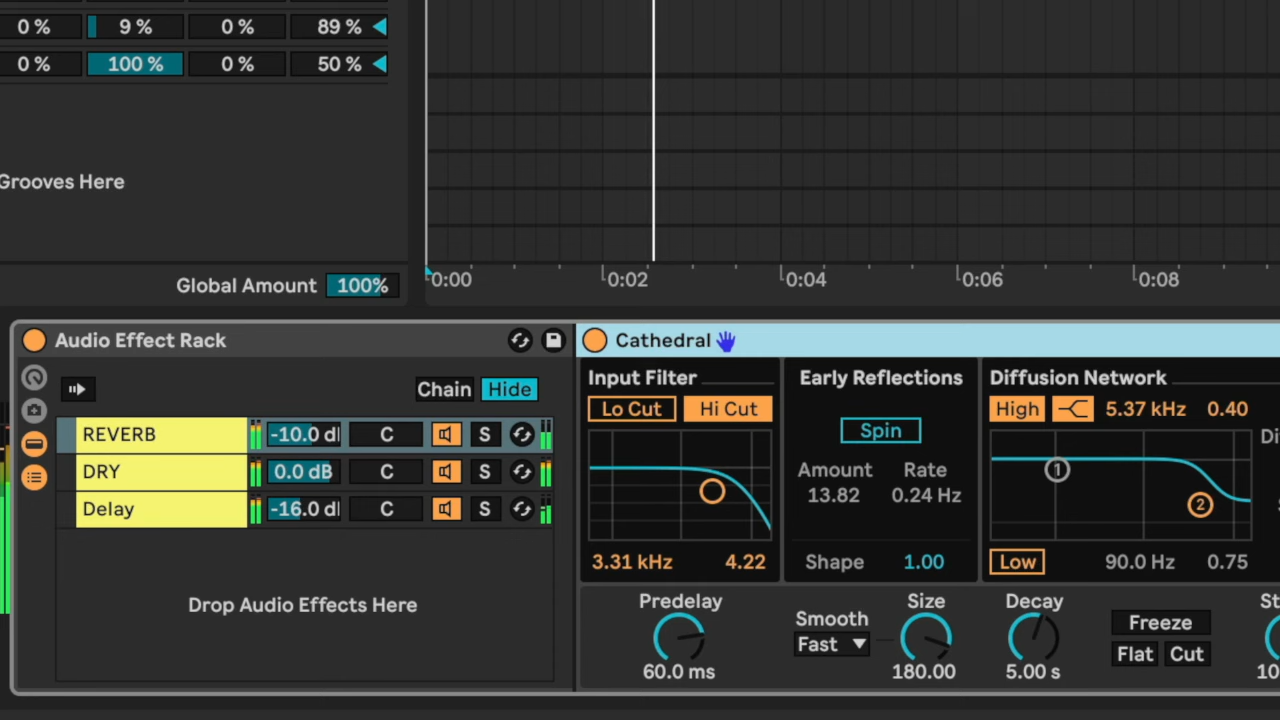 0 % 9 % 0 % 89 %
0 % 100 % 0 % 50 %
Grooves Here
Global Amount 100%
0:00 0:02 0:04 0:06 0:08
Audio Effect Rack
Chain Hide
REVERB -10.0 dB C S
DRY 0.0 dB C S
Delay -16.0 dB C S
Drop Audio Effects Here
Cathedral
Input Filter
Lo Cut Hi Cut
3.31 kHz 4.22
Early Reflections
Spin
Amount Rate
13.82 0.24 Hz
Shape 1.00
Diffusion Network
High 5.37 kHz 0.40
1
2
Low 90.0 Hz 0.75
Predelay
60.0 ms
Smooth
Fast
Size
180.00
Decay
5.00 s
Freeze
Flat Cut